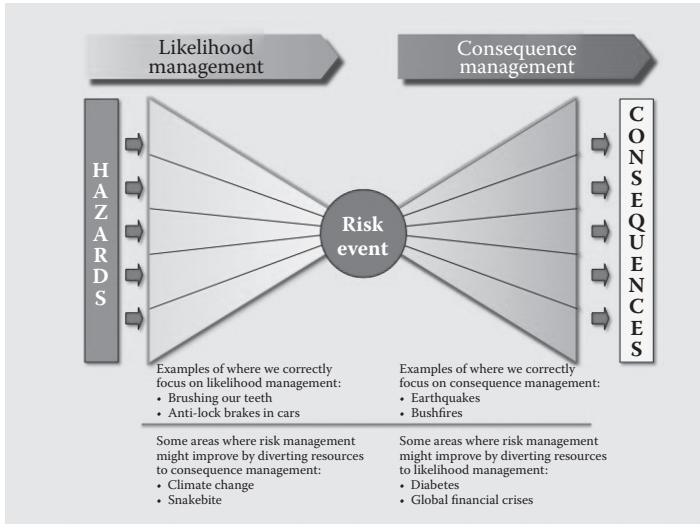 Likelihood
management
Consequence
management
HAZARDS
Risk
event
CONSEQUENCES
Examples of where we correctly
focus on likelihood management:
• Brushing our teeth
• Anti-lock brakes in cars
Examples of where we correctly
focus on consequence management:
• Earthquakes
• Bushfires
Some areas where risk management
might improve by diverting resources
to consequence management:
• Climate change
• Snakebite
Some areas where risk management
might improve by diverting resources
to likelihood management:
• Diabetes
• Global financial crises